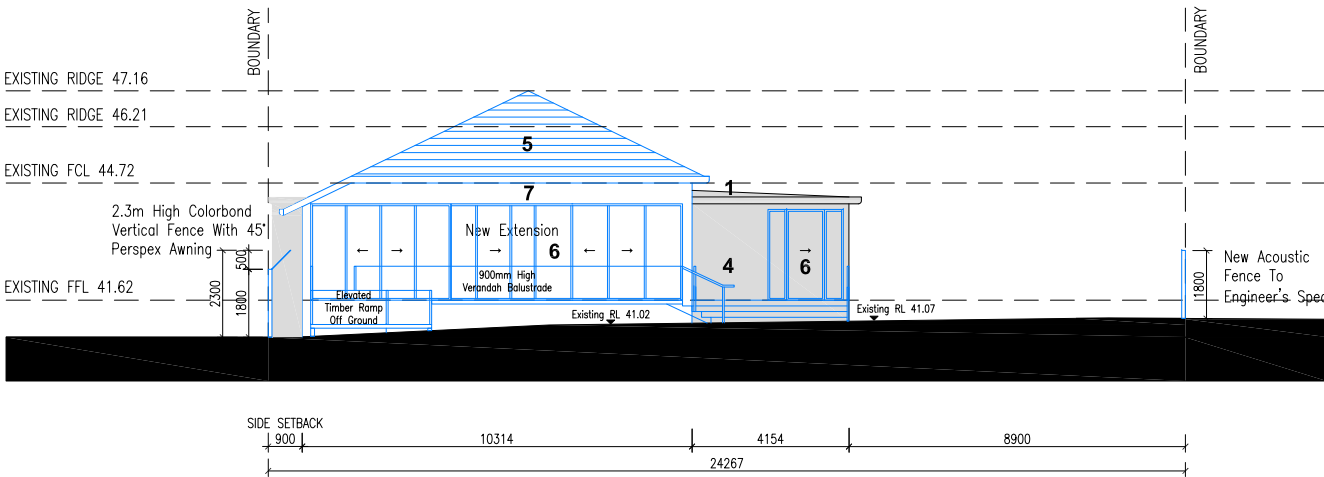 BOUNDARY
BOUNDARY
EXISTING RIDGE 47.16
EXISTING RIDGE 46.21
5
EXISTING FCL 44.72
7
1
2.3m High Colorbond
Vertical Fence With 45°
Perspex Awning
New Extension
← → → ← →
6
→
4
6
500
2300
1800
New Acoustic
Fence To
Engineer's Spec
1800
EXISTING FFL 41.62
900mm High
Verandah Balustrade
Elevated
Timber Ramp
Off Ground
Existing RL 41.02
Existing RL 41.07
SIDE SETBACK
900
10314
4154
8900
24267